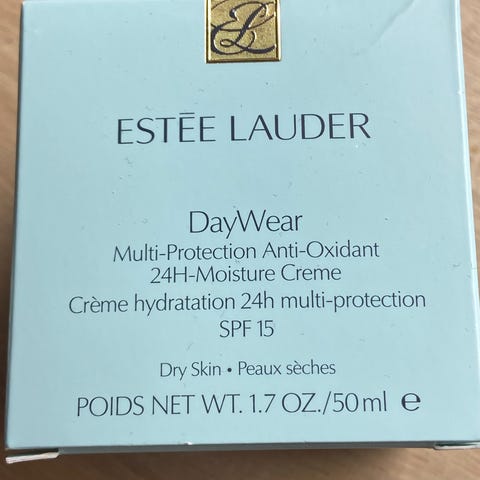 ESTĒE LAUDER
DayWear
Multi-Protection Anti-Oxidant
24H-Moisture Creme
Crème hydratation 24h multi-protection
SPF 15
Dry Skin • Peaux sèches
POIDS NET WT. 1.7 OZ./50 ml ℮